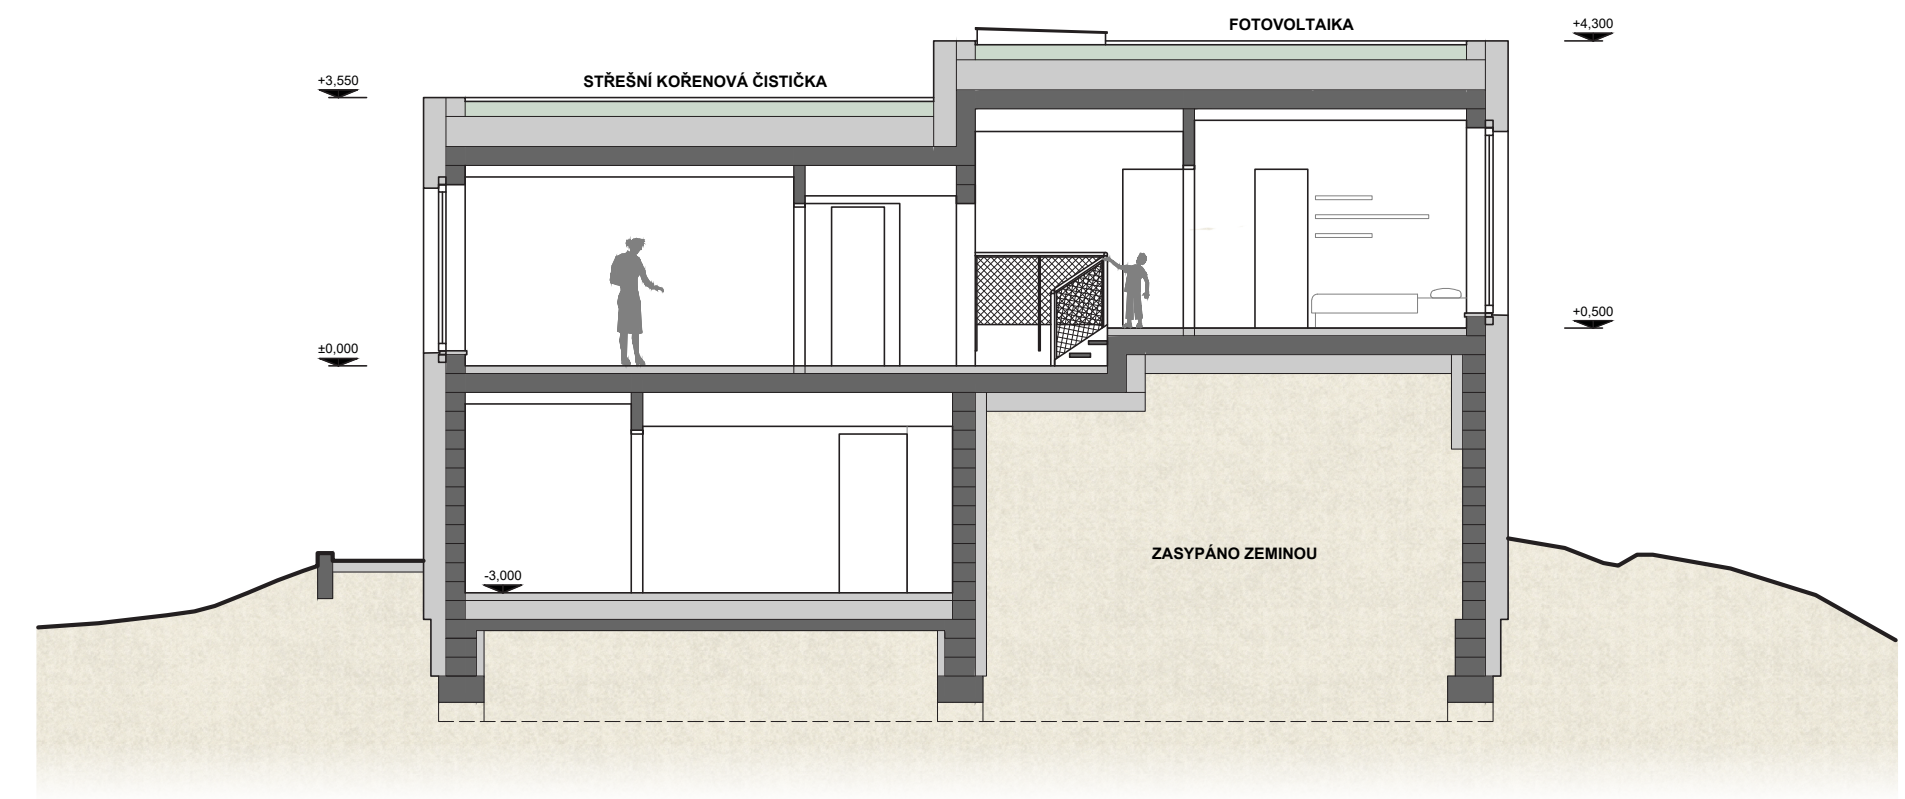 FOTOVOLTAIKA
+4,300
STŘEŠNÍ KOŘENOVÁ ČISTIČKA
+3,550
+0,500
±0,000
ZASYPÁNO ZEMINOU
-3,000